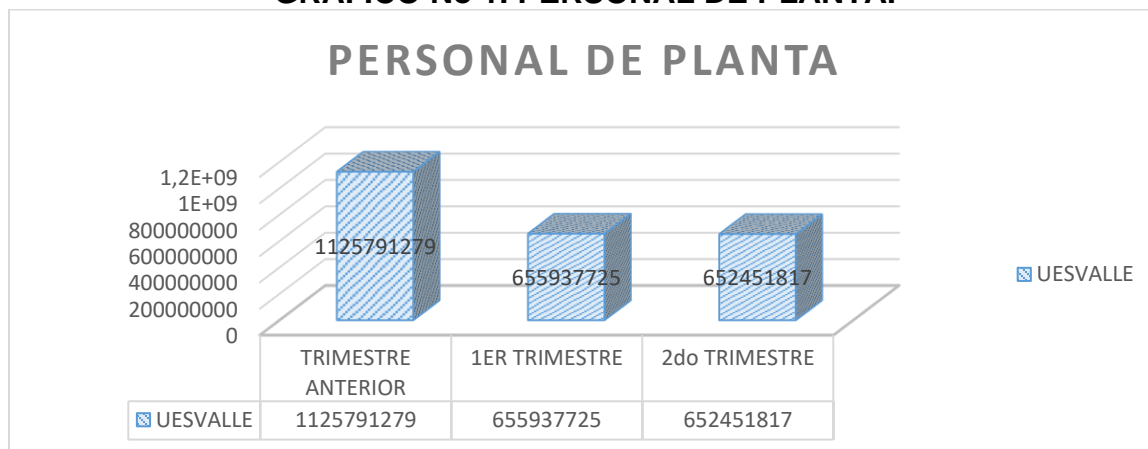 PERSONAL DE PLANTA
1,2E+09
1E+09
800000000
600000000
400000000
200000000
0
1125791279
655937725
652451817
UESVALLE
TRIMESTRE ANTERIOR
1ER TRIMESTRE
2do TRIMESTRE
UESVALLE
1125791279
655937725
652451817